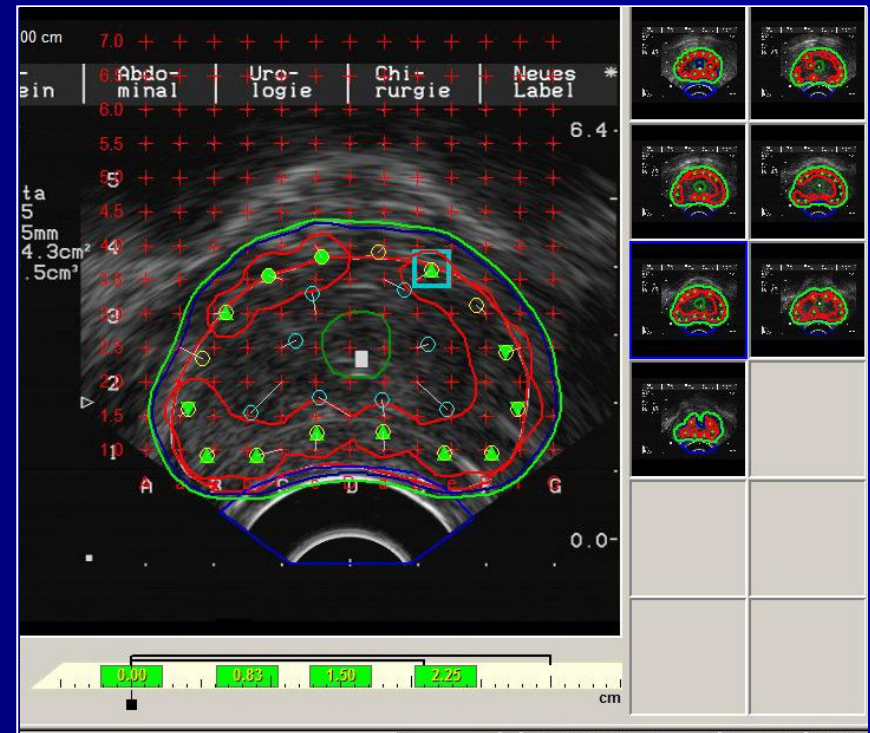 00 cm
7.0
Abdo- Uro- Chi- Neues *
ein minal logie rurgie Label
6.0
6.4
5.5
5
ta
4.5
5
5mm
4.3cm²
4
.5cm³
3.5
3.0
2.5
2
1.5
1.0
A B C D G
0.0
0.00 0.83 1.50 2.25
cm